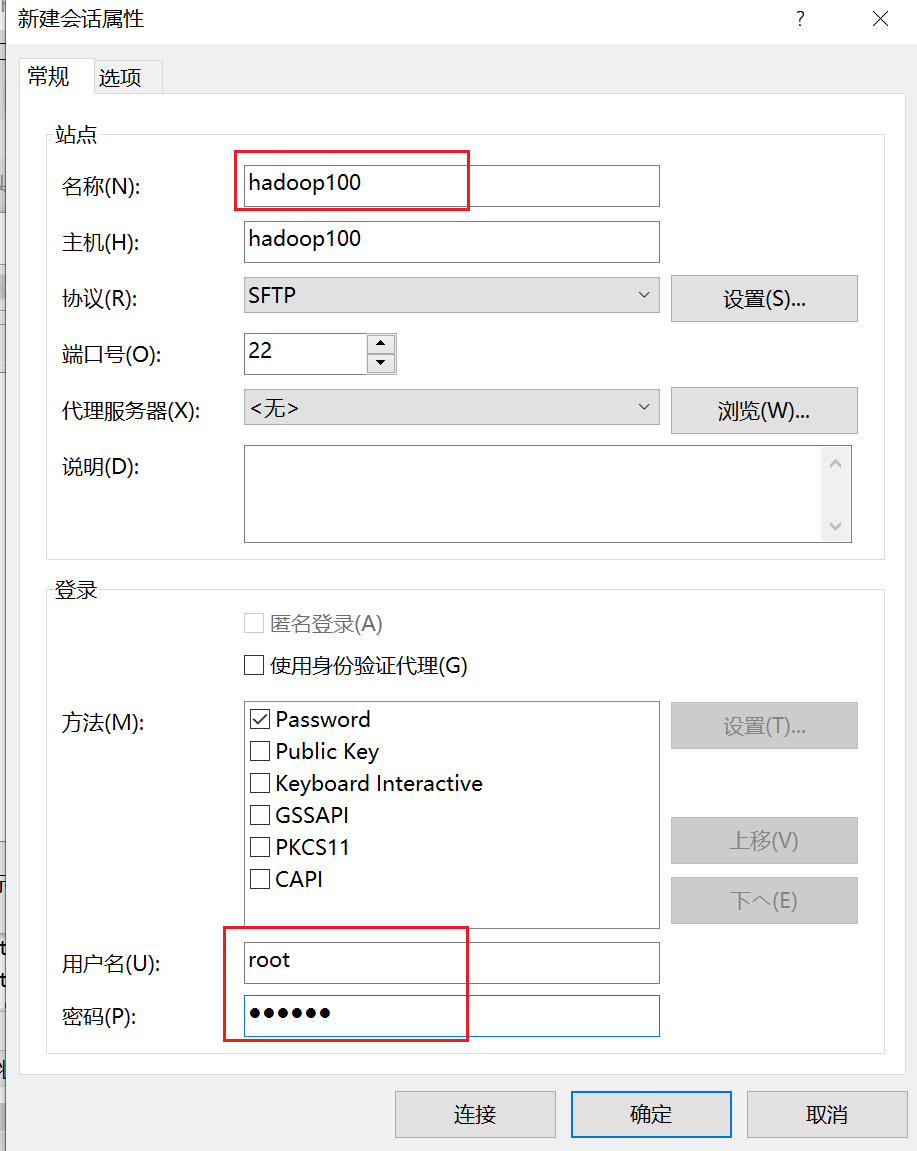 新建会话属性
常规 选项
站点
名称(N): hadoop100
主机(H): hadoop100
协议(R): SFTP 设置(S)...
端口号(O): 22
代理服务器(X): <无> 浏览(W)...
说明(D):
登录
匿名登录(A)
使用身份验证代理(G)
方法(M): Password 设置(T)...
Public Key
Keyboard Interactive
GSSAPI
PKCS11 上移(V)
CAPI 下へ(E)
用户名(U): root
密码(P): ●●●●●●
连接 确定 取消